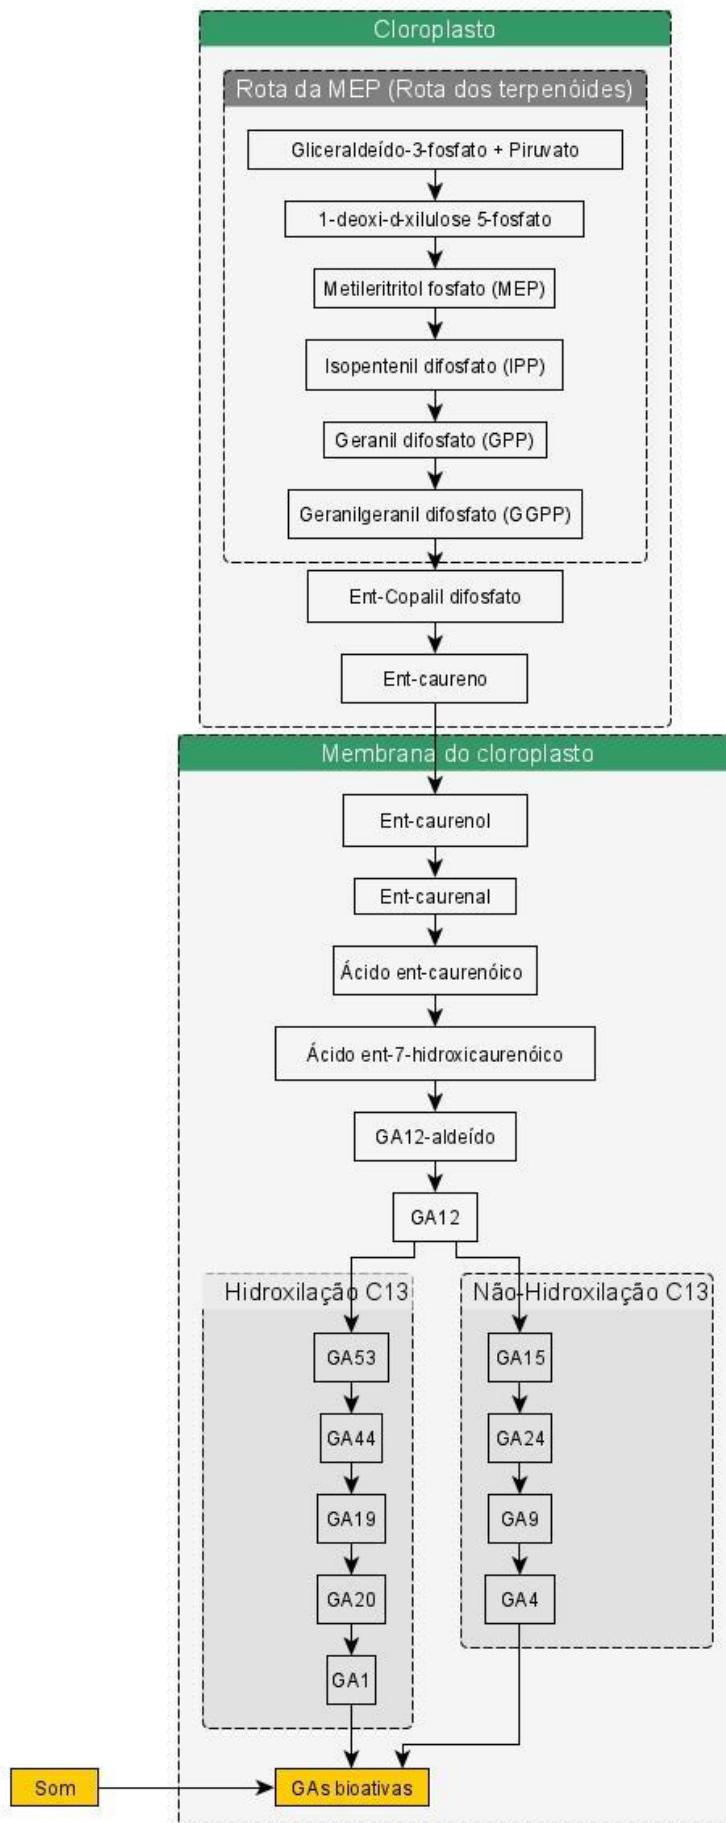 Cloroplasto
Rota da MEP (Rota dos terpenóides)
Gliceraldeído-3-fosfato + Piruvato
1-deoxi-d-xilulose 5-fosfato
Metileritritol fosfato (MEP)
Isopentenil difosfato (IPP)
Geranil difosfato (GPP)
Geranilgeranil difosfato (GGPP)
Ent-Copalil difosfato
Ent-caureno
Membrana do cloroplasto
Ent-caurenol
Ent-caurenal
Ácido ent-caurenóico
Ácido ent-7-hidroxicaurenóico
GA12-aldeído
GA12
Hidroxilação C13
GA53
GA44
GA19
GA20
GA1
Não-Hidroxilação C13
GA15
GA24
GA9
GA4
Som
GAs bioativas